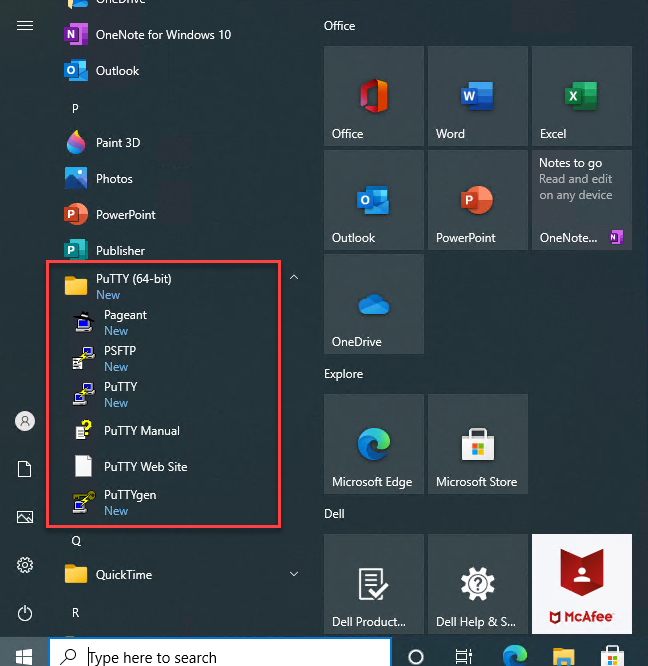 OneDrive
OneNote for Windows 10
Outlook
P
Paint 3D
Photos
PowerPoint
Publisher
PuTTY (64-bit)
New
Pageant
New
PSFTP
New
PuTTY
New
PuTTY Manual
PuTTY Web Site
PuTTYgen
New
Q
QuickTime
R
Office
Office
Word
Excel
Outlook
PowerPoint
Notes to go
Read and edit
on any device
OneNote...
OneDrive
Explore
Microsoft Edge
Microsoft Store
Dell
Dell Product...
Dell Help & S...
McAfee
Type here to search